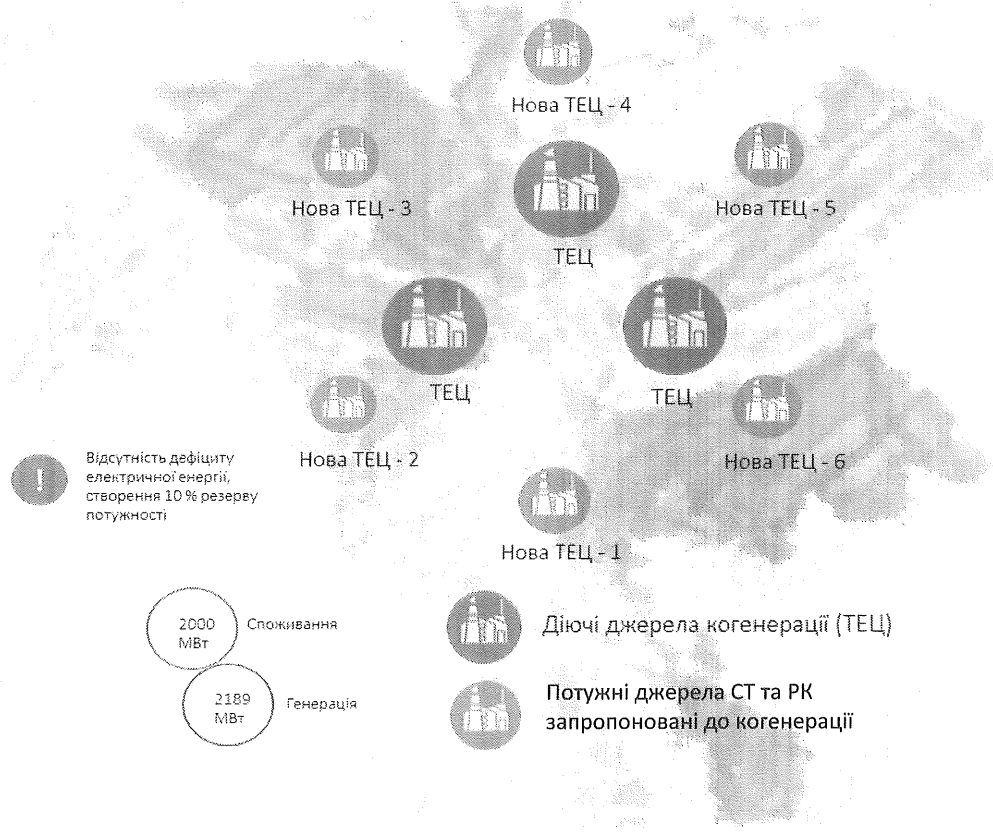 Нова ТЕЦ - 4
Нова ТЕЦ - 3
Нова ТЕЦ - 5
ТЕЦ
ТЕЦ
ТЕЦ
Нова ТЕЦ - 2
Нова ТЕЦ - 6
!
Відсутність дефіциту
електричної енергії,
створення 10 % резерву
потужності
Нова ТЕЦ - 1
2000
МВт
Споживання
Діючі джерела когенерації (ТЕЦ)
2189
МВт
Генерація
Потужні джерела СТ та РК
запропоновані до когенерації